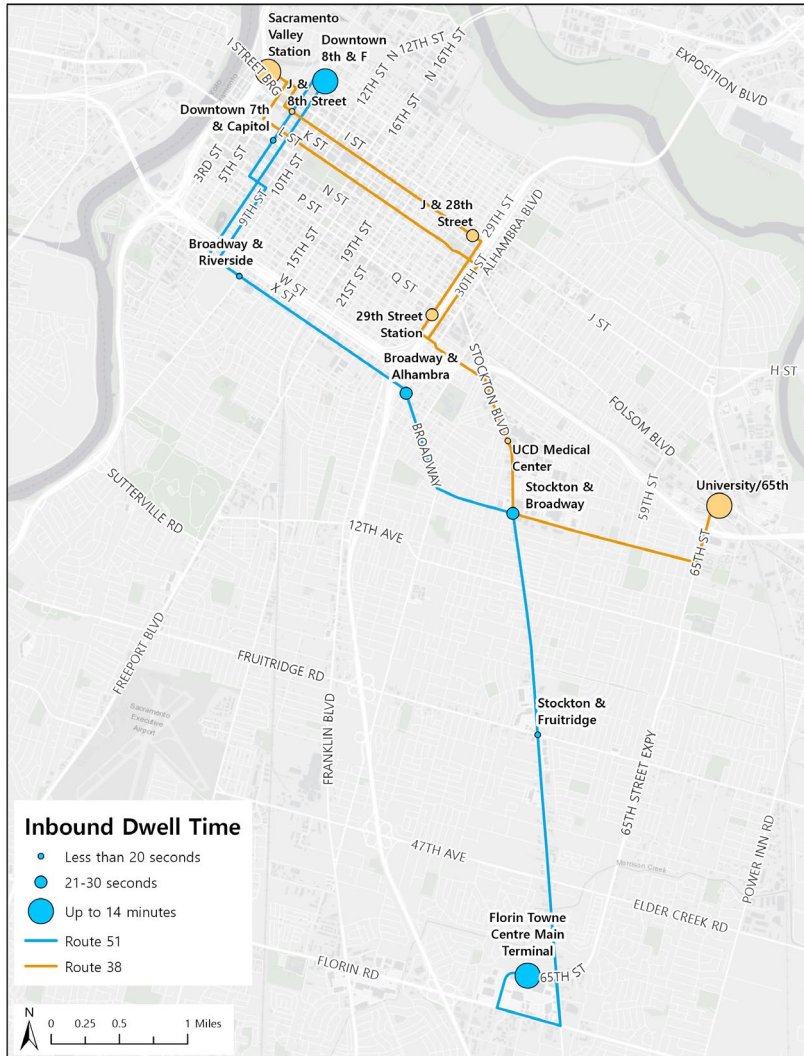 Sacramento
Valley
Station
Downtown
8th & F
I STREET BRG
J &
8th Street
12TH ST
N 12TH ST
N 16TH ST
16TH ST
EXPOSITION BLVD
Downtown 7th
& Capitol
L ST
K ST
I ST
3RD ST
5TH ST
9TH ST
10TH ST
N ST
P ST
J & 28th
Street
29TH ST
ALHAMBRA BLVD
30TH ST
Broadway &
Riverside
15TH ST
19TH ST
21ST ST
Q ST
W ST
X ST
29th Street
Station
J ST
H ST
Broadway &
Alhambra
STOCKTON BLVD
FOLSOM BLVD
BROADWAY
UCD Medical
Center
59TH ST
University/65th
SUTTERVILLE RD
Stockton &
Broadway
12TH AVE
65TH ST
FREEPORT BLVD
FRUITRIDGE RD
FRANKLIN BLVD
Sacramento
Executive
Airport
Stockton &
Fruitridge
65TH STREET EXPY
POWER INN RD
47TH AVE
Morrison Creek
ELDER CREEK RD
Florin Towne
Centre Main
Terminal
65TH ST
FLORIN RD
Inbound Dwell Time
Less than 20 seconds
21-30 seconds
Up to 14 minutes
Route 51
Route 38
N
0 0.25 0.5 1 Miles